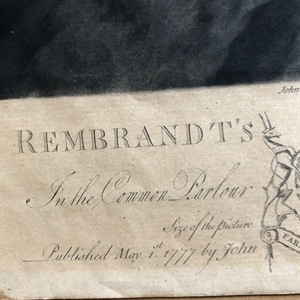 John
REMBRANDT'S
In the Common Parlour
Size of the Picture
Published May 1st 1777 by John